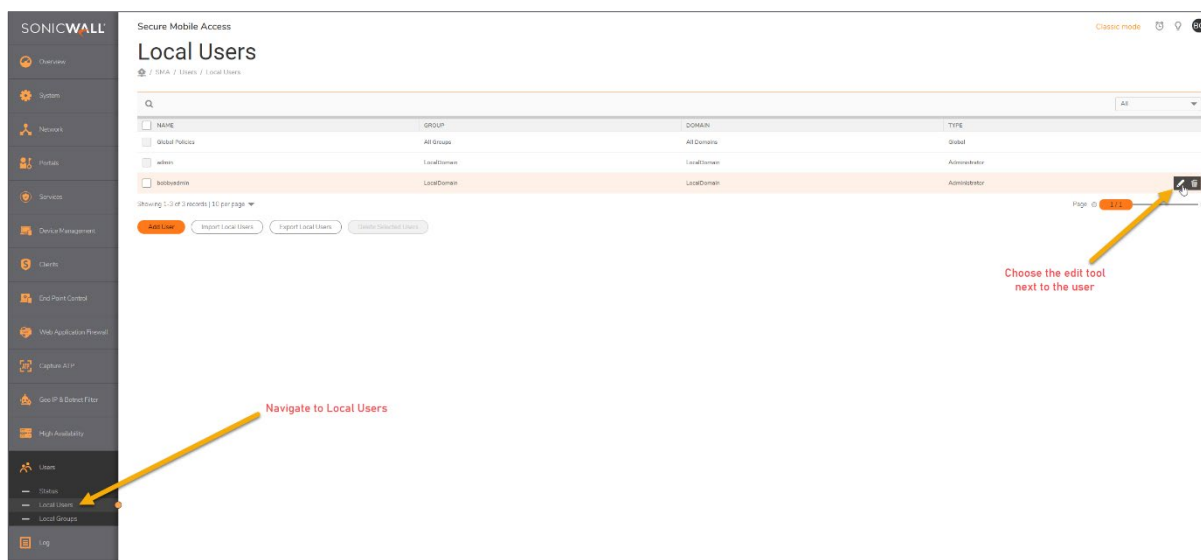 SONICWALL
Overview
System
Network
Portals
Services
Device Management
Clients
End Point Control
Web Application Firewall
Capture ATP
Geo IP & Botnet Filter
High Availability
Users
Status
Local Users
Local Groups
Log
Secure Mobile Access
Classic mode
Local Users
/ SMA / Users / Local Users
All
NAME GROUP DOMAIN TYPE
Global Policies All Groups All Domains Global
admin LocalDomain LocalDomain Administrator
bobbyadmin LocalDomain LocalDomain Administrator
Showing 1-3 of 3 records | 10 per page
Page 1 / 1
Add User Import Local Users Export Local Users Delete Selected Users
Choose the edit tool
next to the user
Navigate to Local Users